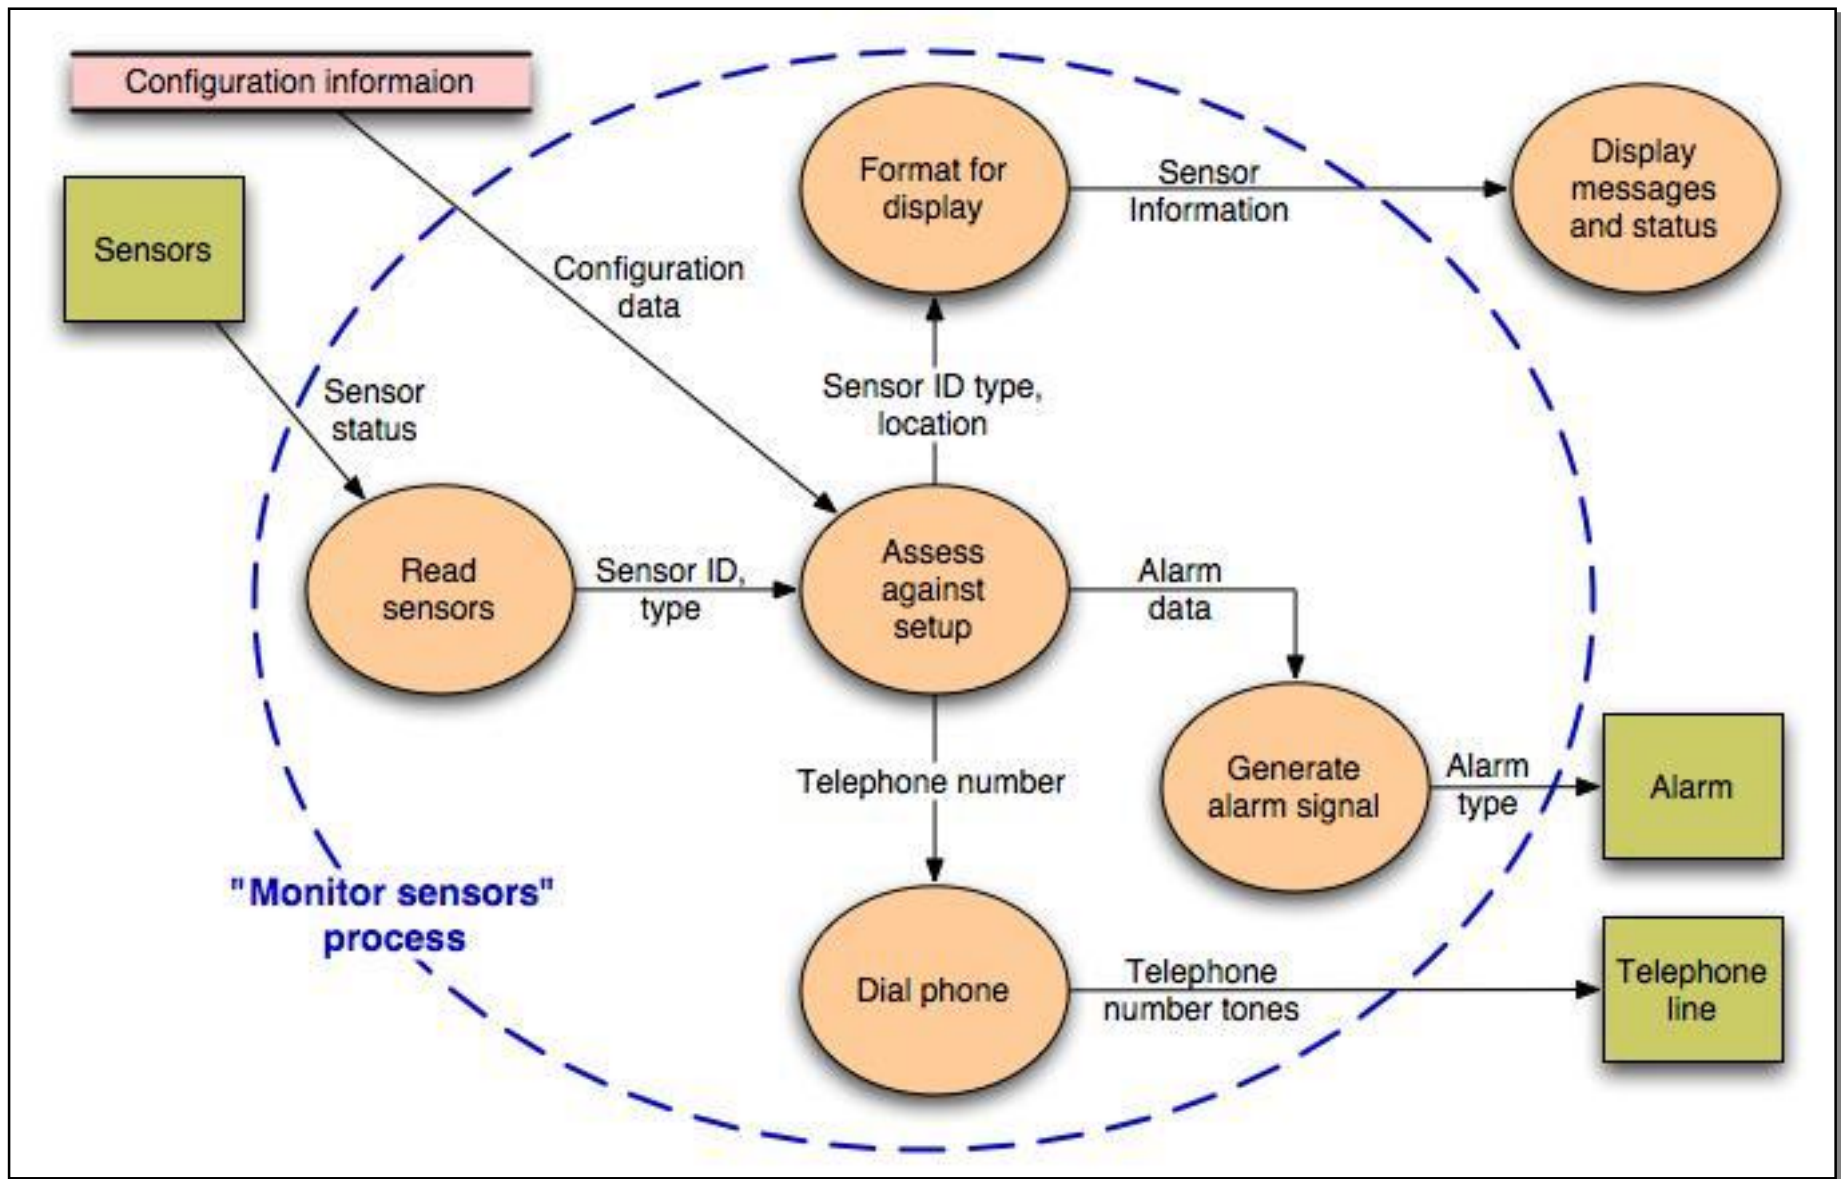 Configuration informaion
Sensors
Format for
display
Sensor
Information
Display
messages
and status
Configuration
data
Sensor
status
Sensor ID type,
location
Read
sensors
Sensor ID,
type
Assess
against
setup
Alarm
data
Telephone number
Generate
alarm signal
Alarm
type
Alarm
"Monitor sensors"
process
Dial phone
Telephone
number tones
Telephone
line